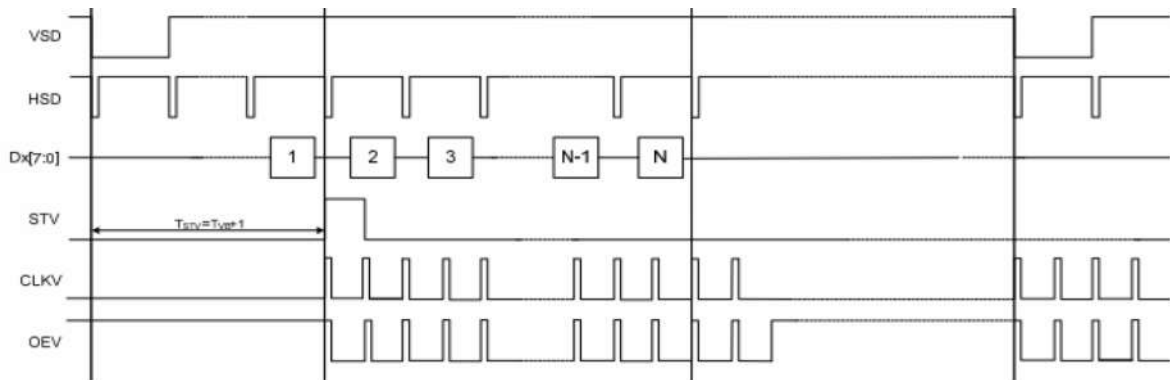 VSD
HSD
Dx[7:0] 1 2 3 N-1 N
STV TSTV=TVB+1
CLKV
OEV